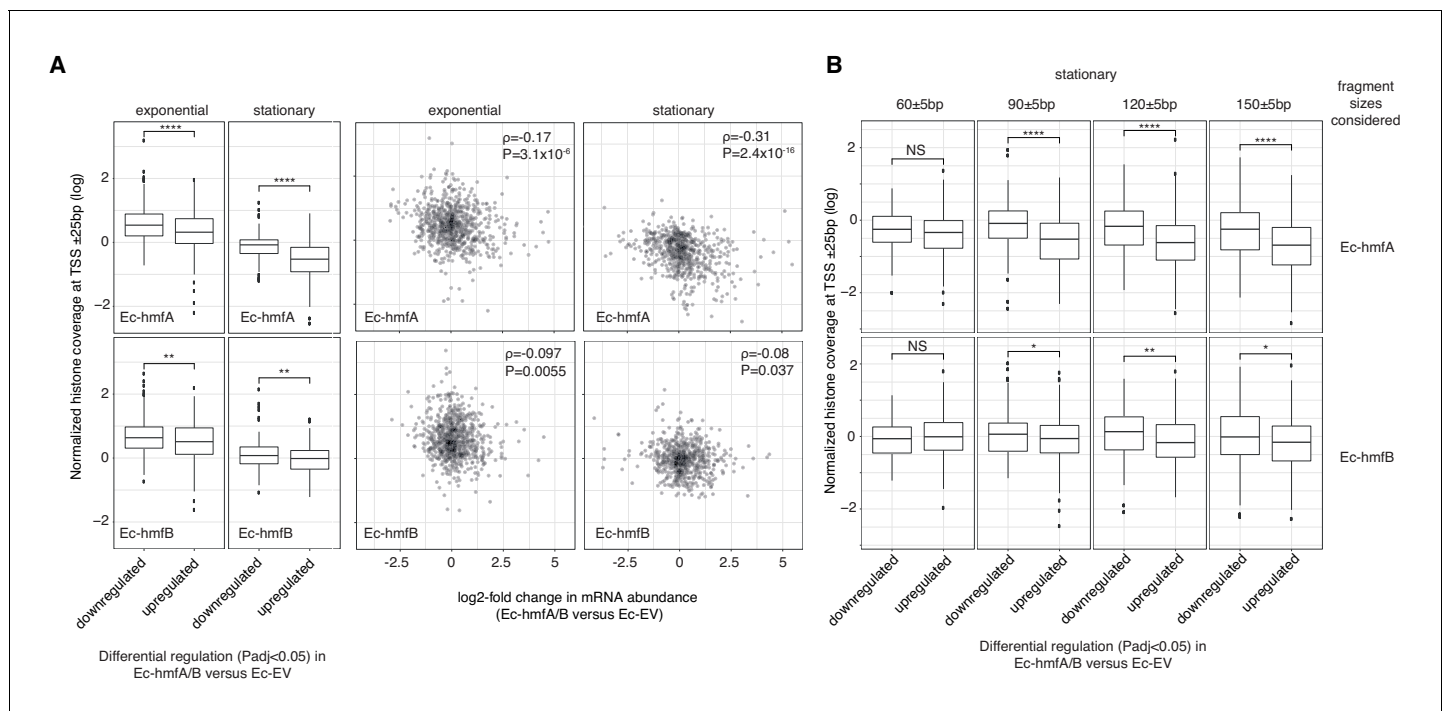 A
exponential
stationary
exponential
stationary
Normalized histone coverage at TSS ±25bp (log)
2
0
−2
2
0
−2
****
****
Ec-hmfA
Ec-hmfA
ρ=-0.17
P=3.1x10-6
Ec-hmfA
ρ=-0.31
P=2.4x10-16
Ec-hmfA
**
**
Ec-hmfB
Ec-hmfB
ρ=-0.097
P=0.0055
Ec-hmfB
ρ=-0.08
P=0.037
Ec-hmfB
downregulated
upregulated
downregulated
upregulated
-2.5
0
2.5
5
-2.5
0
2.5
5
Differential regulation (Padj<0.05) in
Ec-hmfA/B versus Ec-EV
log2-fold change in mRNA abundance
(Ec-hmfA/B versus Ec-EV)
B
stationary
60±5bp
90±5bp
120±5bp
150±5bp
fragment
sizes
considered
Normalized histone coverage at TSS ±25bp (log)
2
0
−2
2
0
−2
NS
****
****
****
Ec-hmfA
NS
*
**
*
Ec-hmfB
downregulated
upregulated
downregulated
upregulated
downregulated
upregulated
downregulated
upregulated
Differential regulation (Padj<0.05) in
Ec-hmfA/B versus Ec-EV